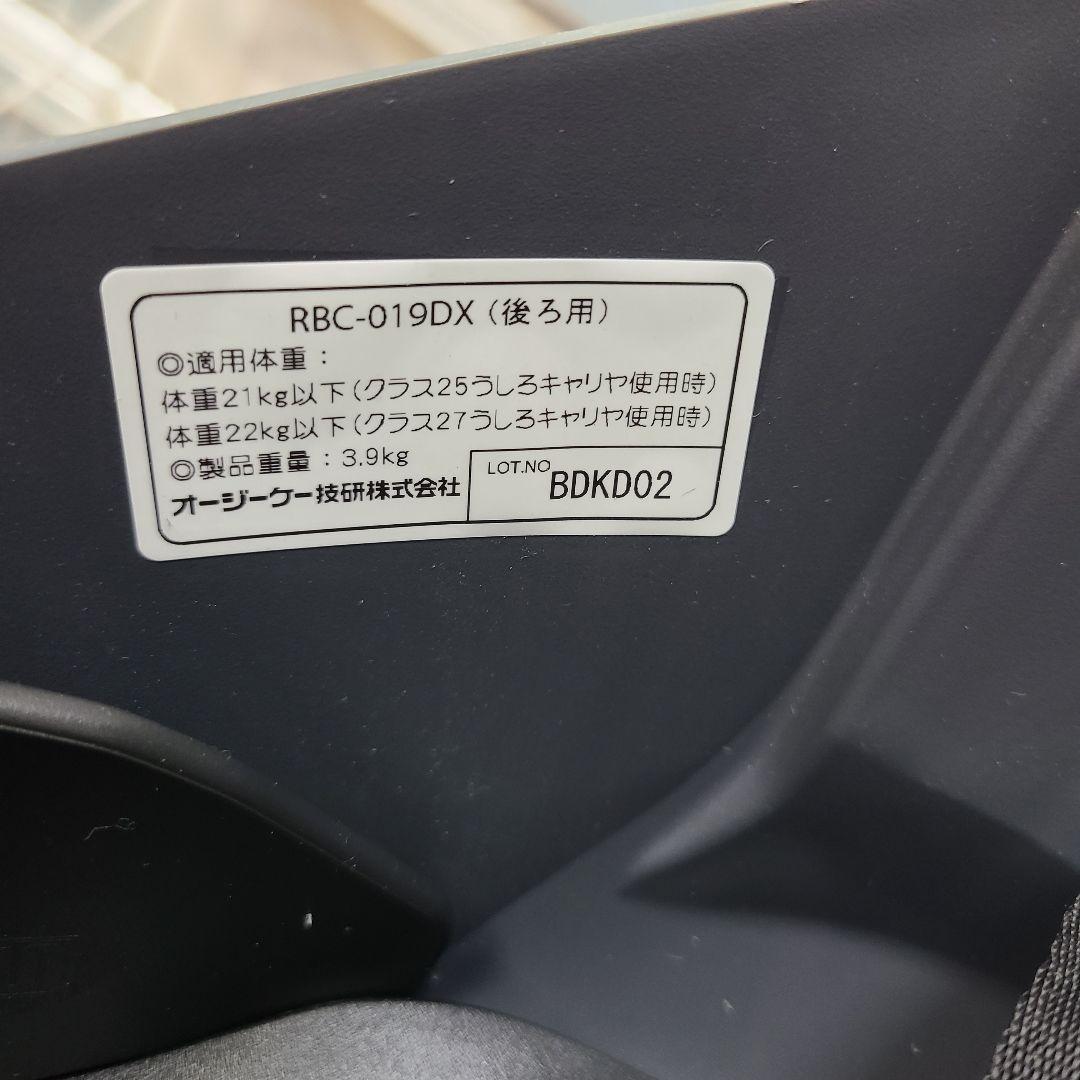 RBC-019DX（後ろ用）
◎適用体重：
体重21kg以下（クラス25うしろキャリヤ使用時）
体重22kg以下（クラス27うしろキャリヤ使用時）
◎製品重量：3.9kg
オージーケー技研株式会社
LOT.NO BDKD02